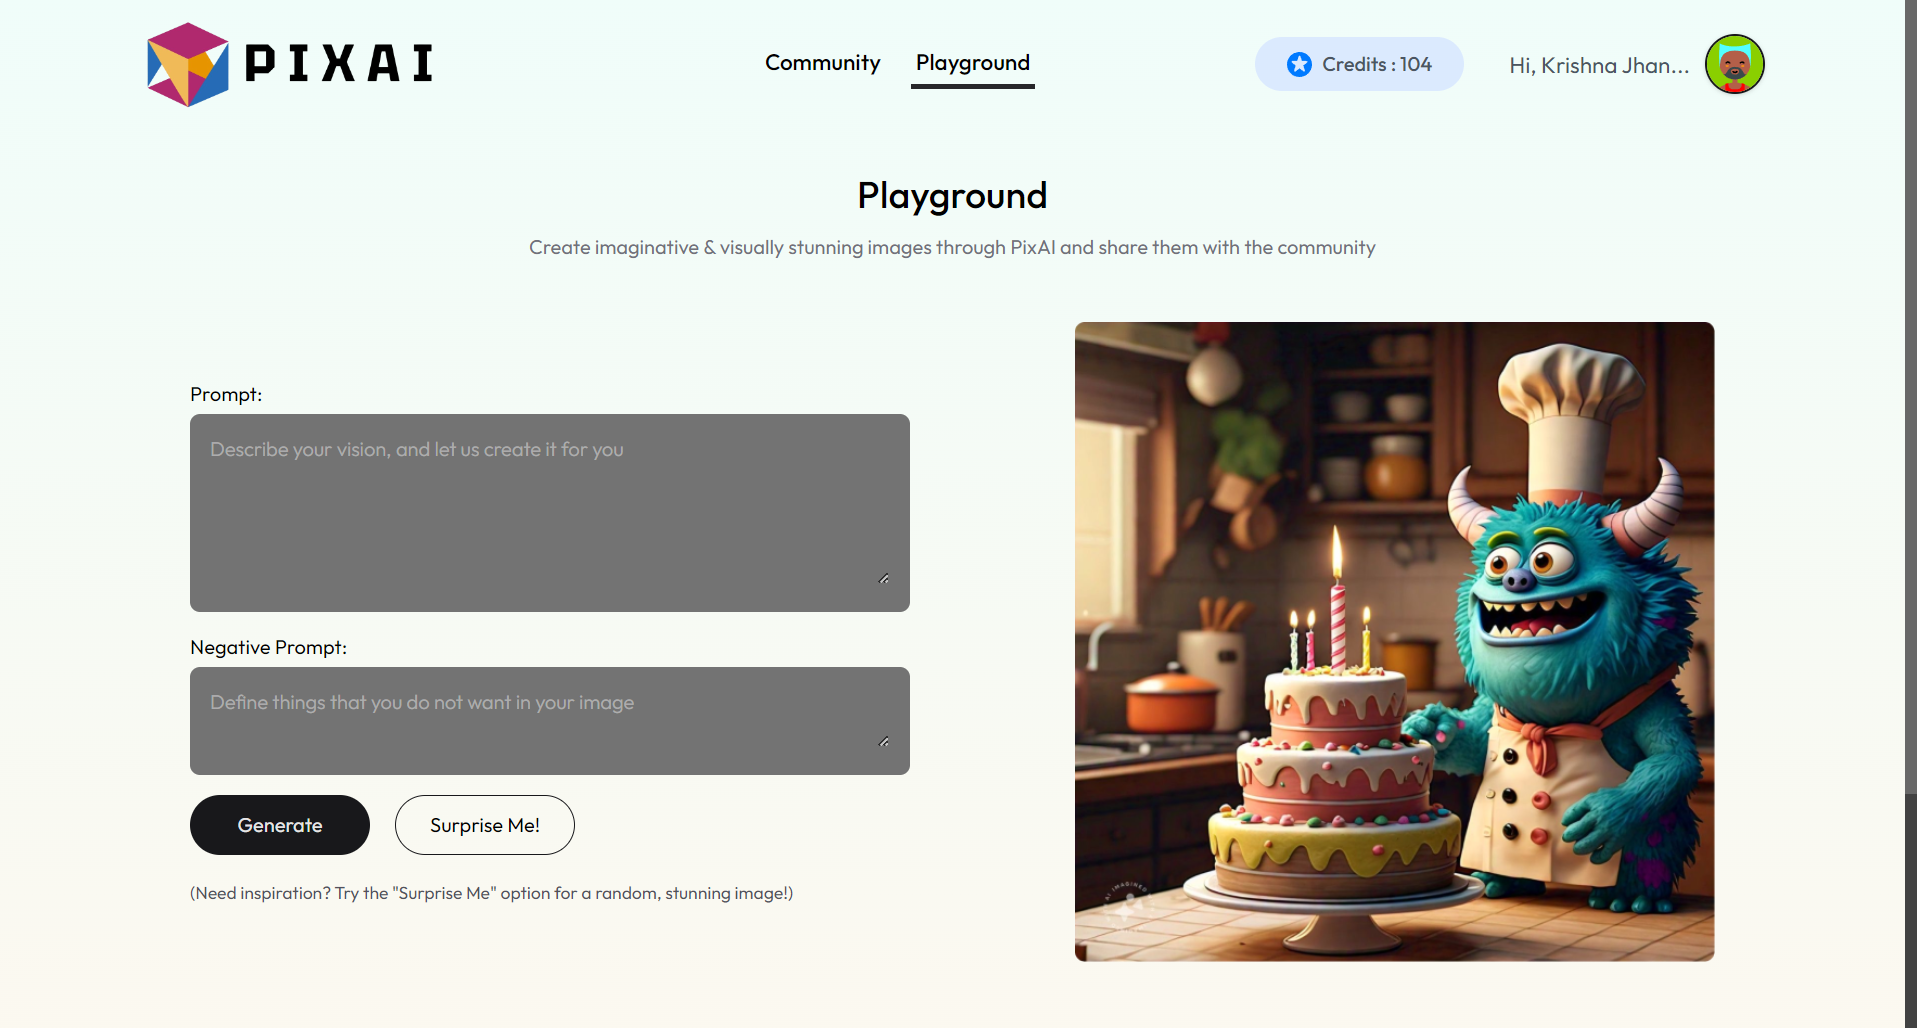 PIXAI
Community
Playground
Credits : 104
Hi, Krishna Jhan...
Playground
Create imaginative & visually stunning images through PixAI and share them with the community
Prompt:
Describe your vision, and let us create it for you
Negative Prompt:
Define things that you do not want in your image
Generate
Surprise Me!
(Need inspiration? Try the "Surprise Me" option for a random, stunning image!)
AI IMAGINED